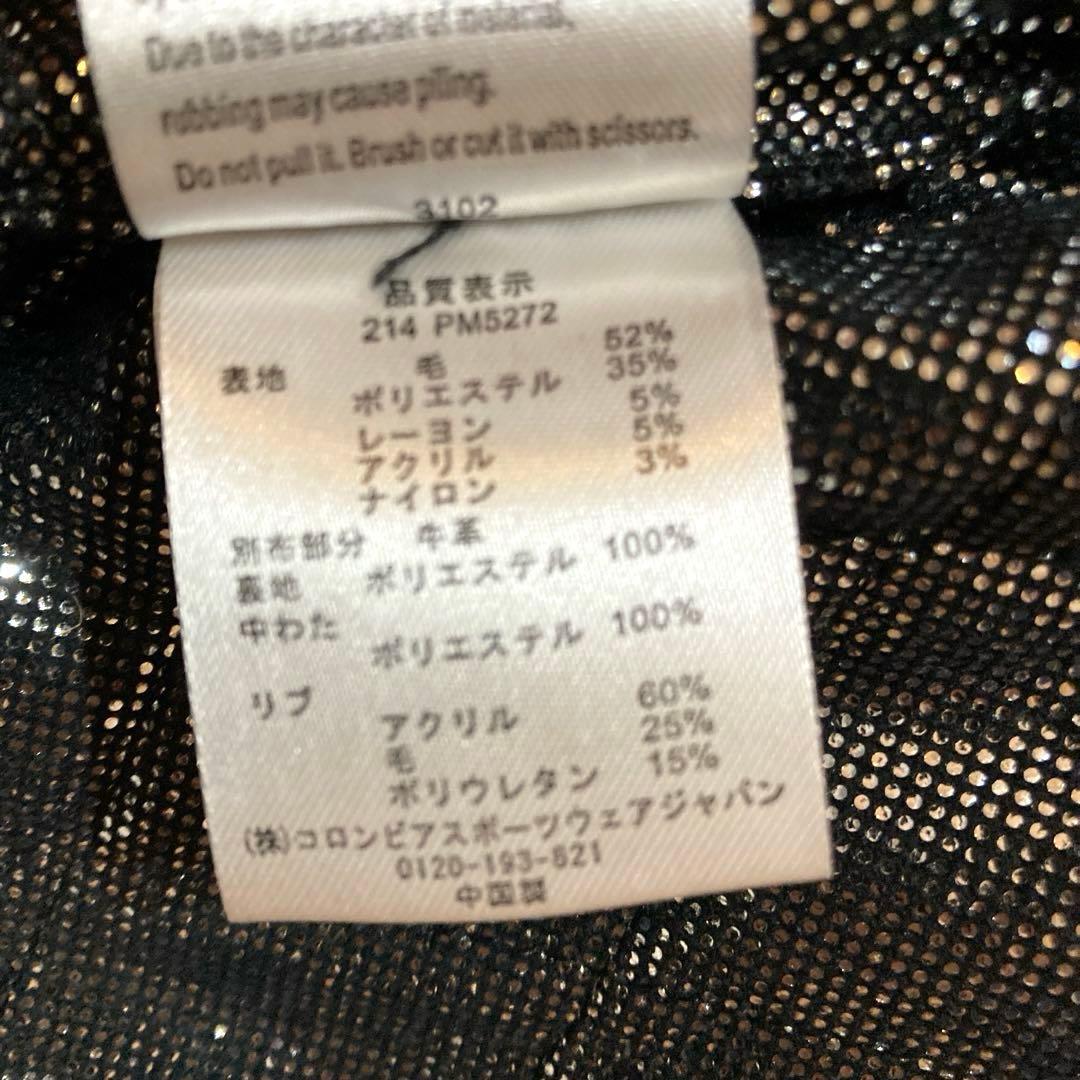 Due to the character of material,
robbing may cause piling.
Do not pull it. Brush or cut it with scissors.
3102
品質表示
214 PM5272
表地 毛 52%
ポリエステル 35%
レーヨン 5%
アクリル 5%
ナイロン 3%
別布部分 牛革
裏地 ポリエステル 100%
中わた
ポリエステル 100%
リブ
アクリル 60%
毛 25%
ポリウレタン 15%
(株)コロンビアスポーツウェアジャパン
0120-193-821
中国製